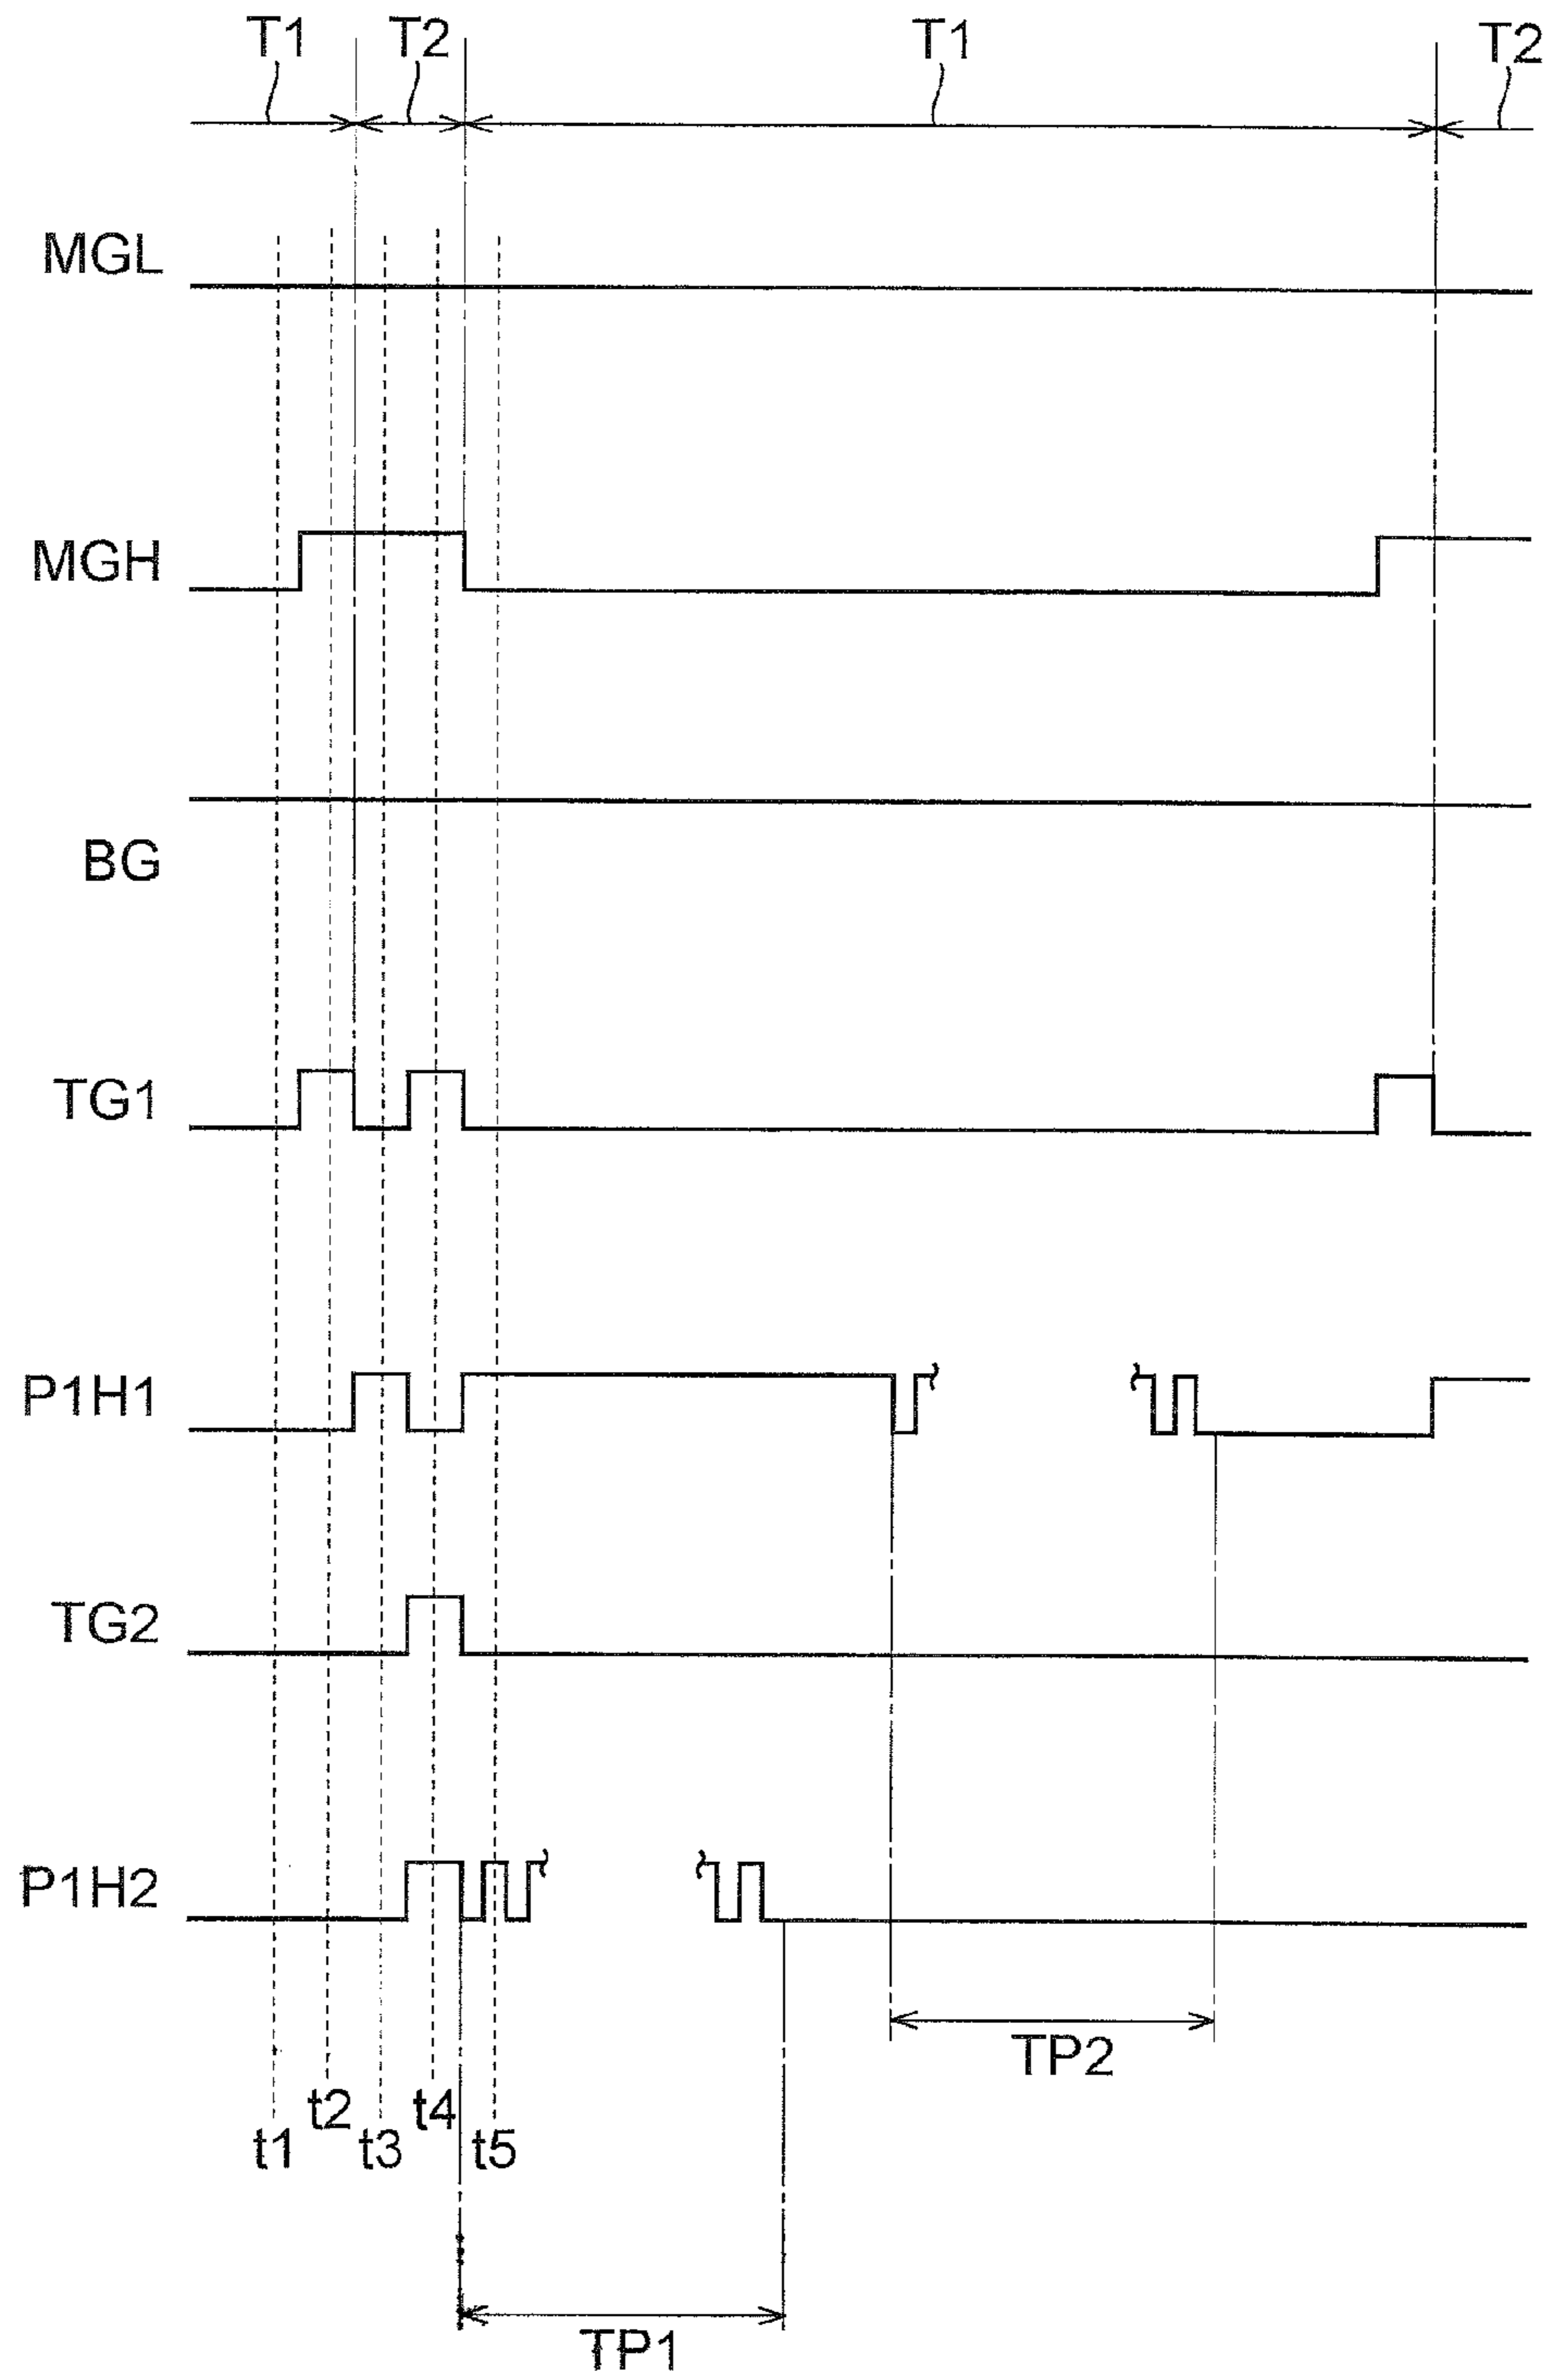 T1 T2 T1 T2
MGL
MGH
BG
TG1
P1H1
TG2
P1H2
TP2
t1 t2 t3 t4 t5
TP1